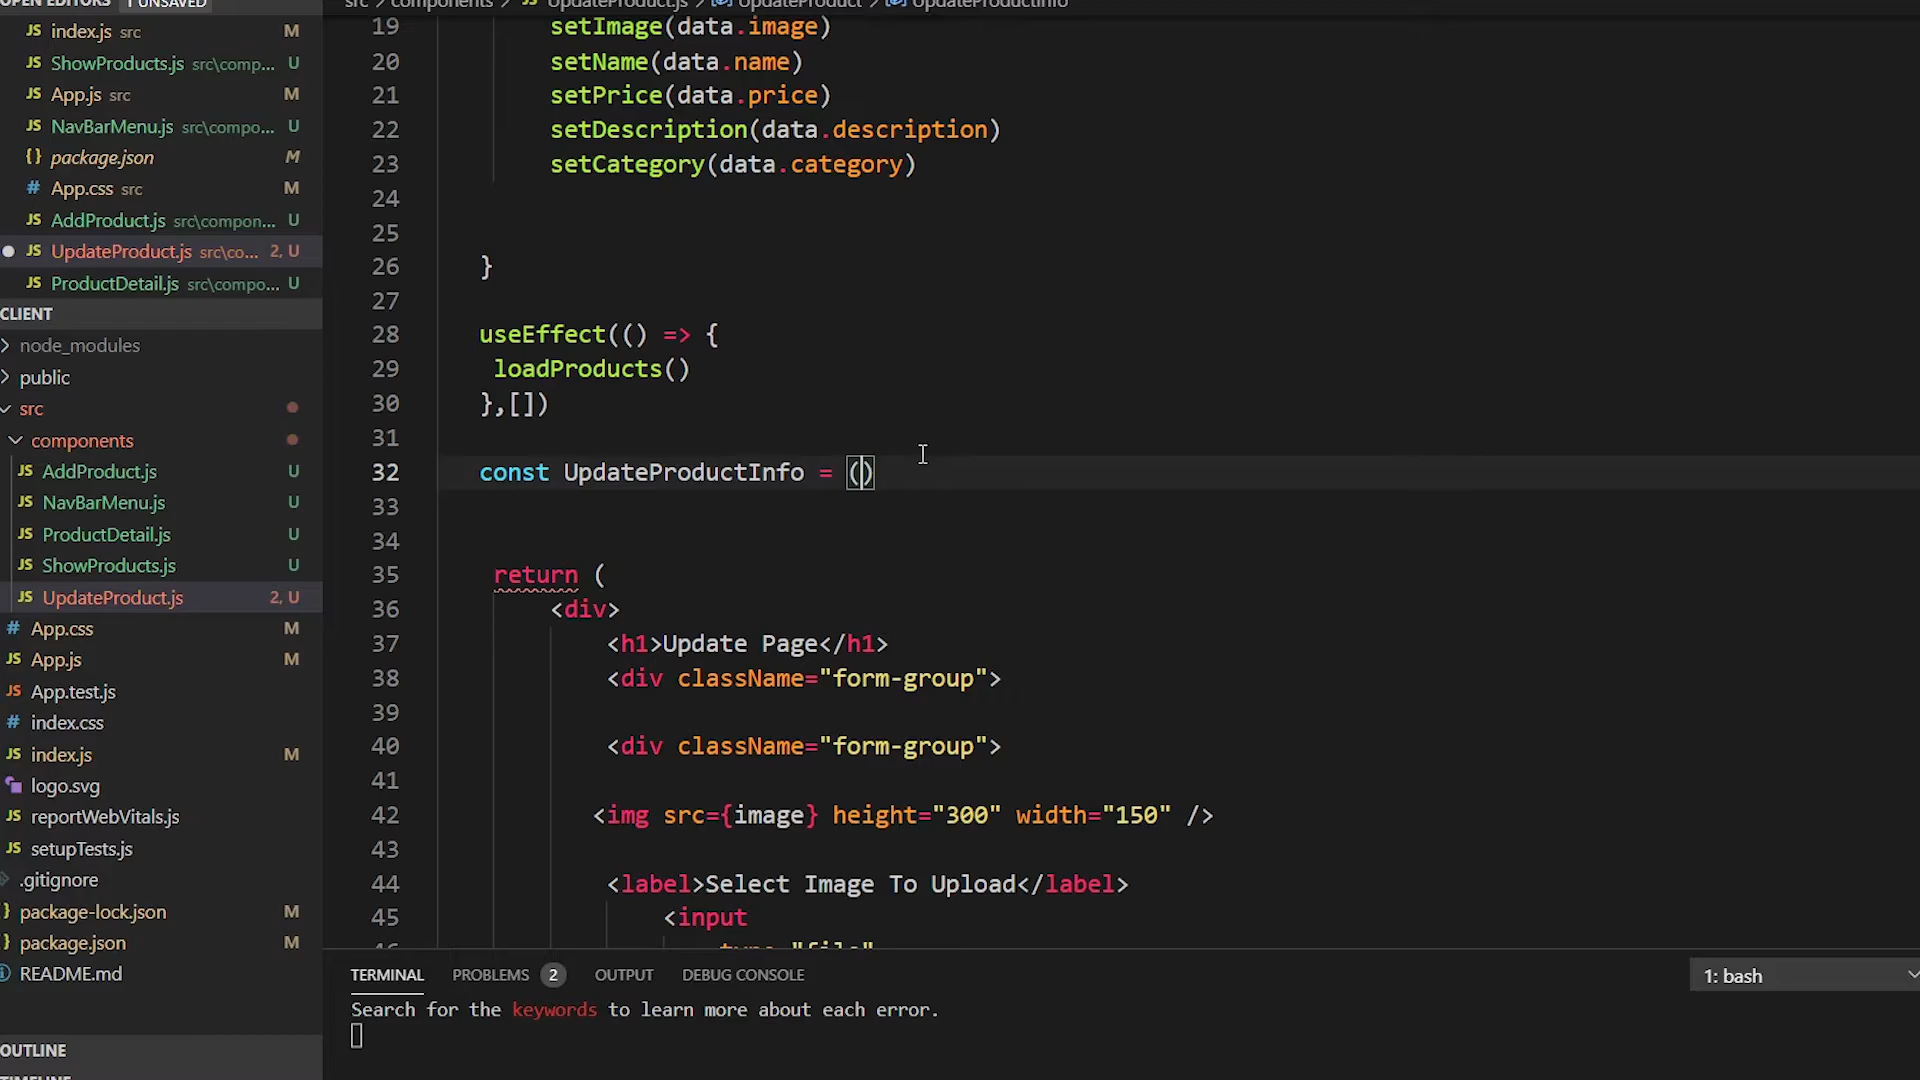 OPEN EDITORS 1 UNSAVED
JS index.js src M
JS ShowProducts.js src\comp... U
JS App.js src M
JS NavBarMenu.js src\compo... U
{} package.json M
# App.css src M
JS AddProduct.js src\compon... U
JS UpdateProduct.js src\co... 2, U
JS ProductDetail.js src\compo... U
CLIENT
node_modules
public
src
components
JS AddProduct.js U
JS NavBarMenu.js U
JS ProductDetail.js U
JS ShowProducts.js U
JS UpdateProduct.js 2, U
# App.css M
JS App.js M
JS App.test.js
# index.css
JS index.js M
logo.svg
JS reportWebVitals.js
JS setupTests.js
.gitignore
package-lock.json M
package.json M
README.md
OUTLINE
TIMELINE
src > components > JS UpdateProduct.js > UpdateProduct > UpdateProductInfo
19 setImage(data.image)
20 setName(data.name)
21 setPrice(data.price)
22 setDescription(data.description)
23 setCategory(data.category)
24
25
26 }
27
28 useEffect(() => {
29 loadProducts()
30 },[])
31
32 const UpdateProductInfo = ()
33
34
35 return (
36 <div>
37 <h1>Update Page</h1>
38 <div className="form-group">
39
40 <div className="form-group">
41
42 <img src={image} height="300" width="150" />
43
44 <label>Select Image To Upload</label>
45 <input
46 type="file"
TERMINAL PROBLEMS 2 OUTPUT DEBUG CONSOLE 1: bash
Search for the keywords to learn more about each error.